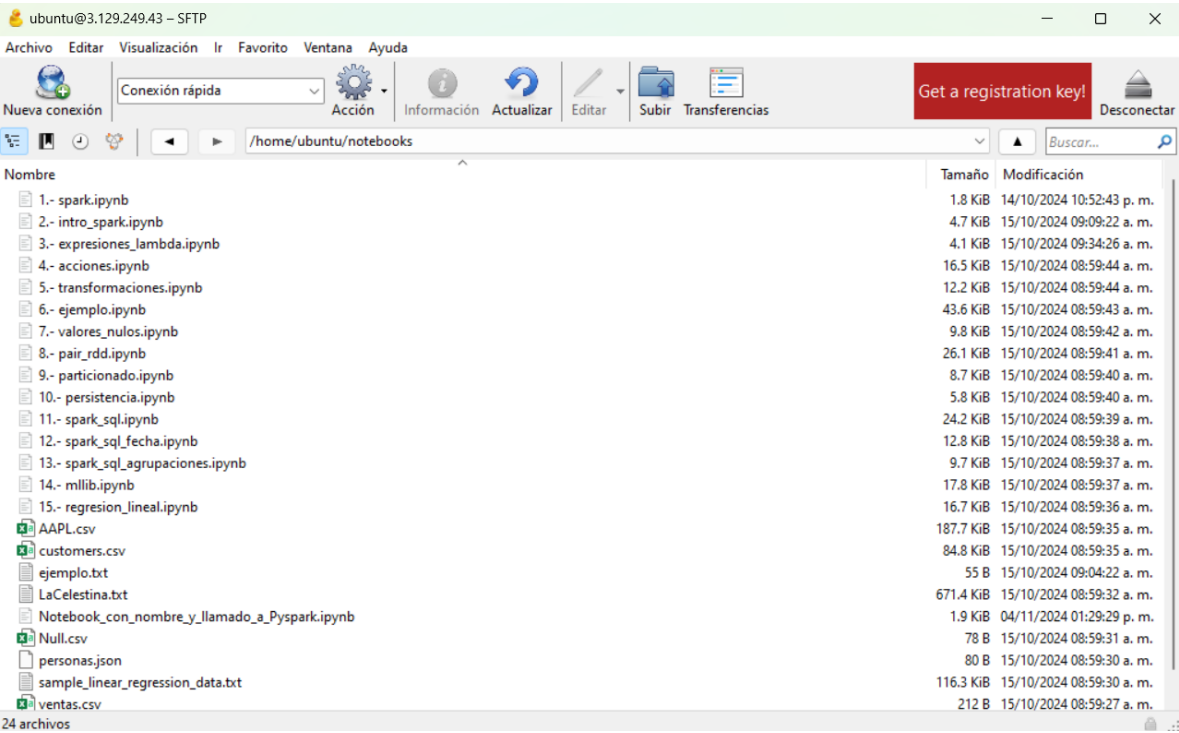 ubuntu@3.129.249.43 – SFTP
Archivo Editar Visualización Ir Favorito Ventana Ayuda
Nueva conexión Conexión rápida Acción Información Actualizar Editar Subir Transferencias Get a registration key! Desconectar
/home/ubuntu/notebooks Buscar...
Nombre Tamaño Modificación
1.- spark.ipynb 1.8 KiB 14/10/2024 10:52:43 p. m.
2.- intro_spark.ipynb 4.7 KiB 15/10/2024 09:09:22 a. m.
3.- expresiones_lambda.ipynb 4.1 KiB 15/10/2024 09:34:26 a. m.
4.- acciones.ipynb 16.5 KiB 15/10/2024 08:59:44 a. m.
5.- transformaciones.ipynb 12.2 KiB 15/10/2024 08:59:44 a. m.
6.- ejemplo.ipynb 43.6 KiB 15/10/2024 08:59:43 a. m.
7.- valores_nulos.ipynb 9.8 KiB 15/10/2024 08:59:42 a. m.
8.- pair_rdd.ipynb 26.1 KiB 15/10/2024 08:59:41 a. m.
9.- particionado.ipynb 8.7 KiB 15/10/2024 08:59:40 a. m.
10.- persistencia.ipynb 5.8 KiB 15/10/2024 08:59:40 a. m.
11.- spark_sql.ipynb 24.2 KiB 15/10/2024 08:59:39 a. m.
12.- spark_sql_fecha.ipynb 12.8 KiB 15/10/2024 08:59:38 a. m.
13.- spark_sql_agrupaciones.ipynb 9.7 KiB 15/10/2024 08:59:37 a. m.
14.- mllib.ipynb 17.8 KiB 15/10/2024 08:59:37 a. m.
15.- regresion_lineal.ipynb 16.7 KiB 15/10/2024 08:59:36 a. m.
AAPL.csv 187.7 KiB 15/10/2024 08:59:35 a. m.
customers.csv 84.8 KiB 15/10/2024 08:59:35 a. m.
ejemplo.txt 55 B 15/10/2024 09:04:22 a. m.
LaCelestina.txt 671.4 KiB 15/10/2024 08:59:32 a. m.
Notebook_con_nombre_y_llamado_a_Pyspark.ipynb 1.9 KiB 04/11/2024 01:29:29 p. m.
Null.csv 78 B 15/10/2024 08:59:31 a. m.
personas.json 80 B 15/10/2024 08:59:30 a. m.
sample_linear_regression_data.txt 116.3 KiB 15/10/2024 08:59:30 a. m.
ventas.csv 212 B 15/10/2024 08:59:27 a. m.
24 archivos